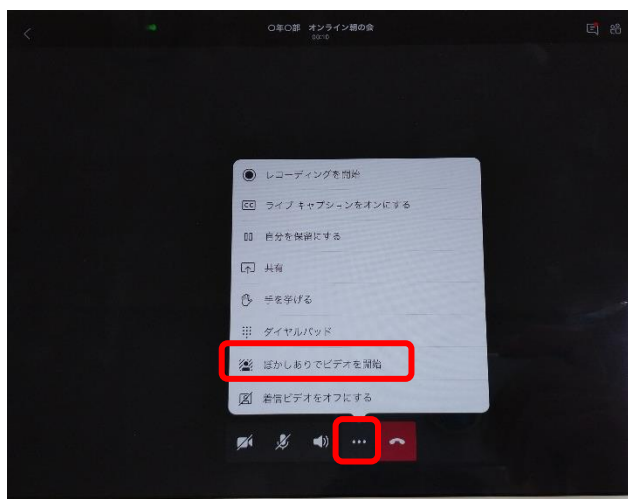 〇年〇部 オンライン朝の会
00:10
レコーディングを開始
CC ライブ キャプションをオンにする
自分を保留にする
共有
手を挙げる
ダイヤルパッド
ぼかしありでビデオを開始
着信ビデオをオフにする